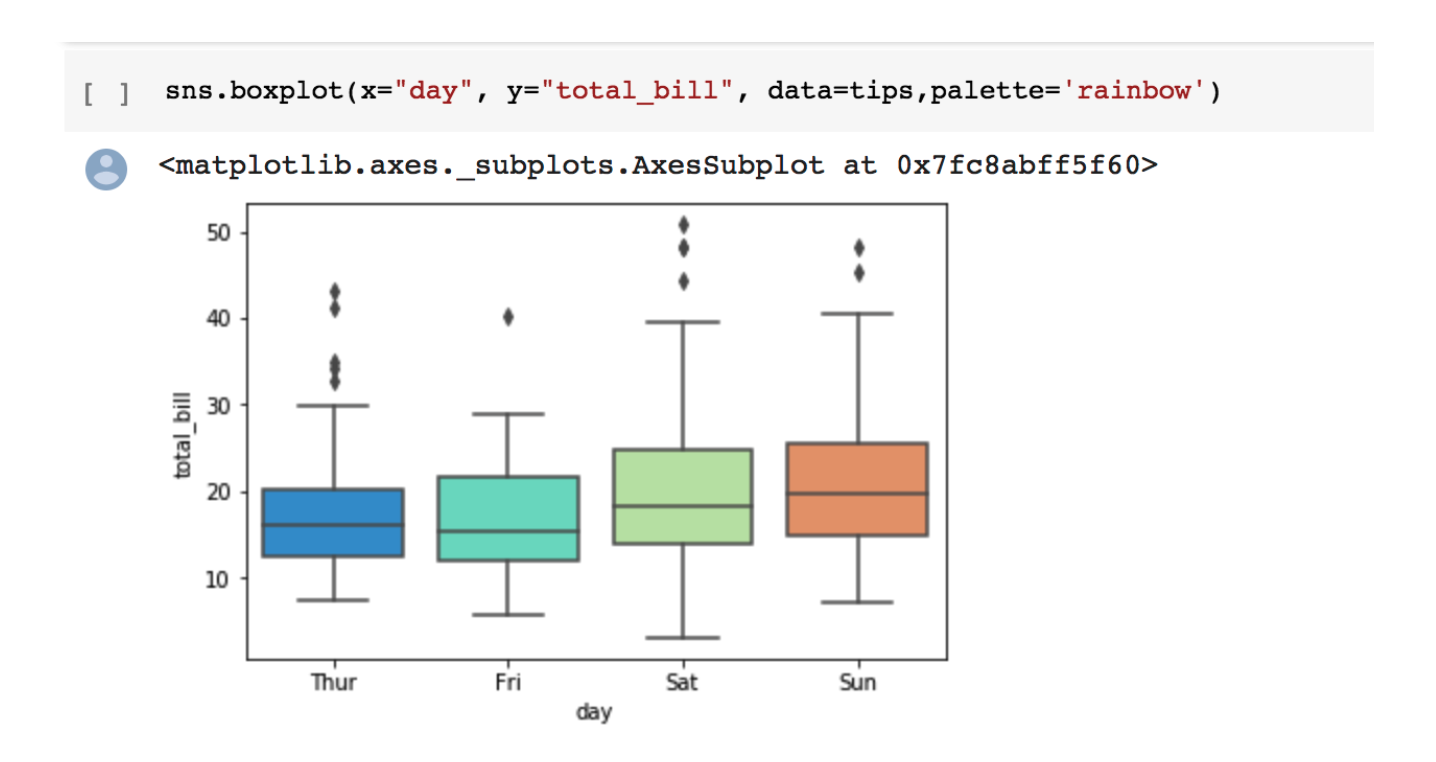 [ ] sns.boxplot(x="day", y="total_bill", data=tips,palette='rainbow')
<matplotlib.axes._subplots.AxesSubplot at 0x7fc8abff5f60>
50
40
30
20
10
total_bill
Thur Fri Sat Sun
day